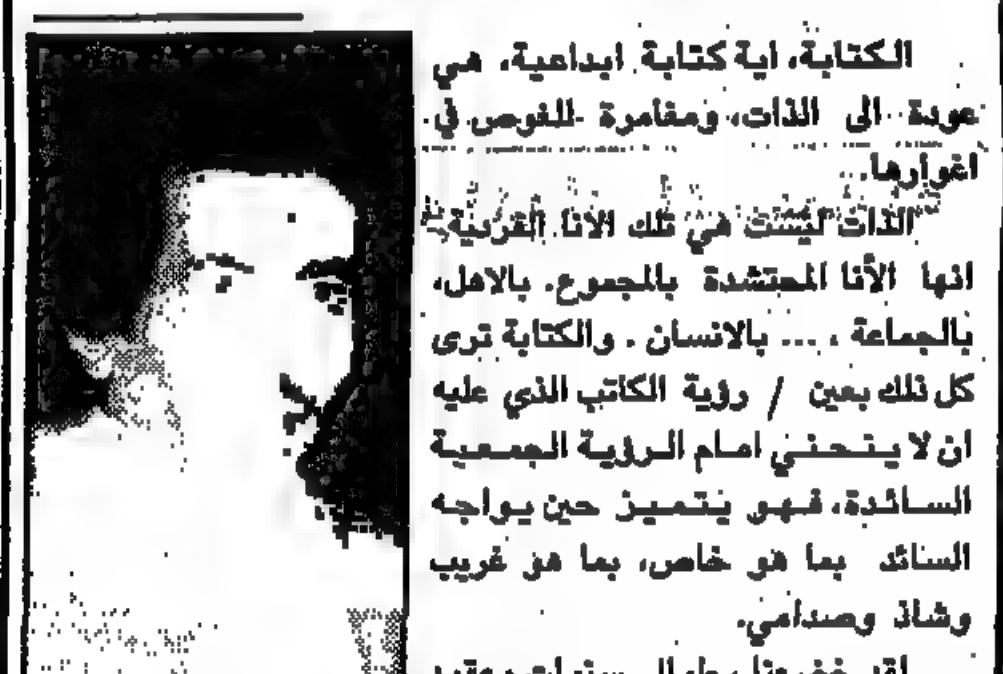 الكتابة، اية كتابة ابداعية، هي
عودة الى الذات، ومغامرة للغوص في
اغوارها.
الذات ليست هي تلك الأنا الفردية،
انها الأنا المحتشدة بالمجموع. بالاهل،
بالجماعة، ... بالانسان. والكتابة ترى
كل ذلك بعين / رؤية الكاتب الذي عليه
ان لا ينحني امام الرؤية الجمعية
السائدة، فهو يتميز حين يواجه
السائد بما هو خاص، بما هو غريب
وشاذ وصدامي.